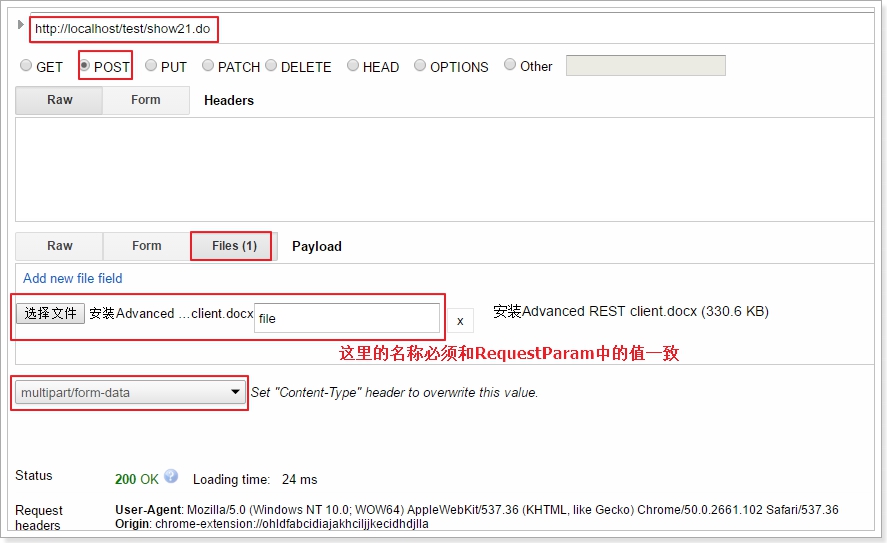 http://localhost/test/show21.do
GET POST PUT PATCH DELETE HEAD OPTIONS Other
Raw Form Headers
Raw Form Files (1) Payload
Add new file field
选择文件 安装Advanced ...client.docx file x 安装Advanced REST client.docx (330.6 KB)
这里的名称必须和RequestParam中的值一致
multipart/form-data Set "Content-Type" header to overwrite this value.
Status 200 OK ? Loading time: 24 ms
Request headers User-Agent: Mozilla/5.0 (Windows NT 10.0; WOW64) AppleWebKit/537.36 (KHTML, like Gecko) Chrome/50.0.2661.102 Safari/537.36
Origin: chrome-extension://ohldfabcidiajakhciljjkecidhdjlla